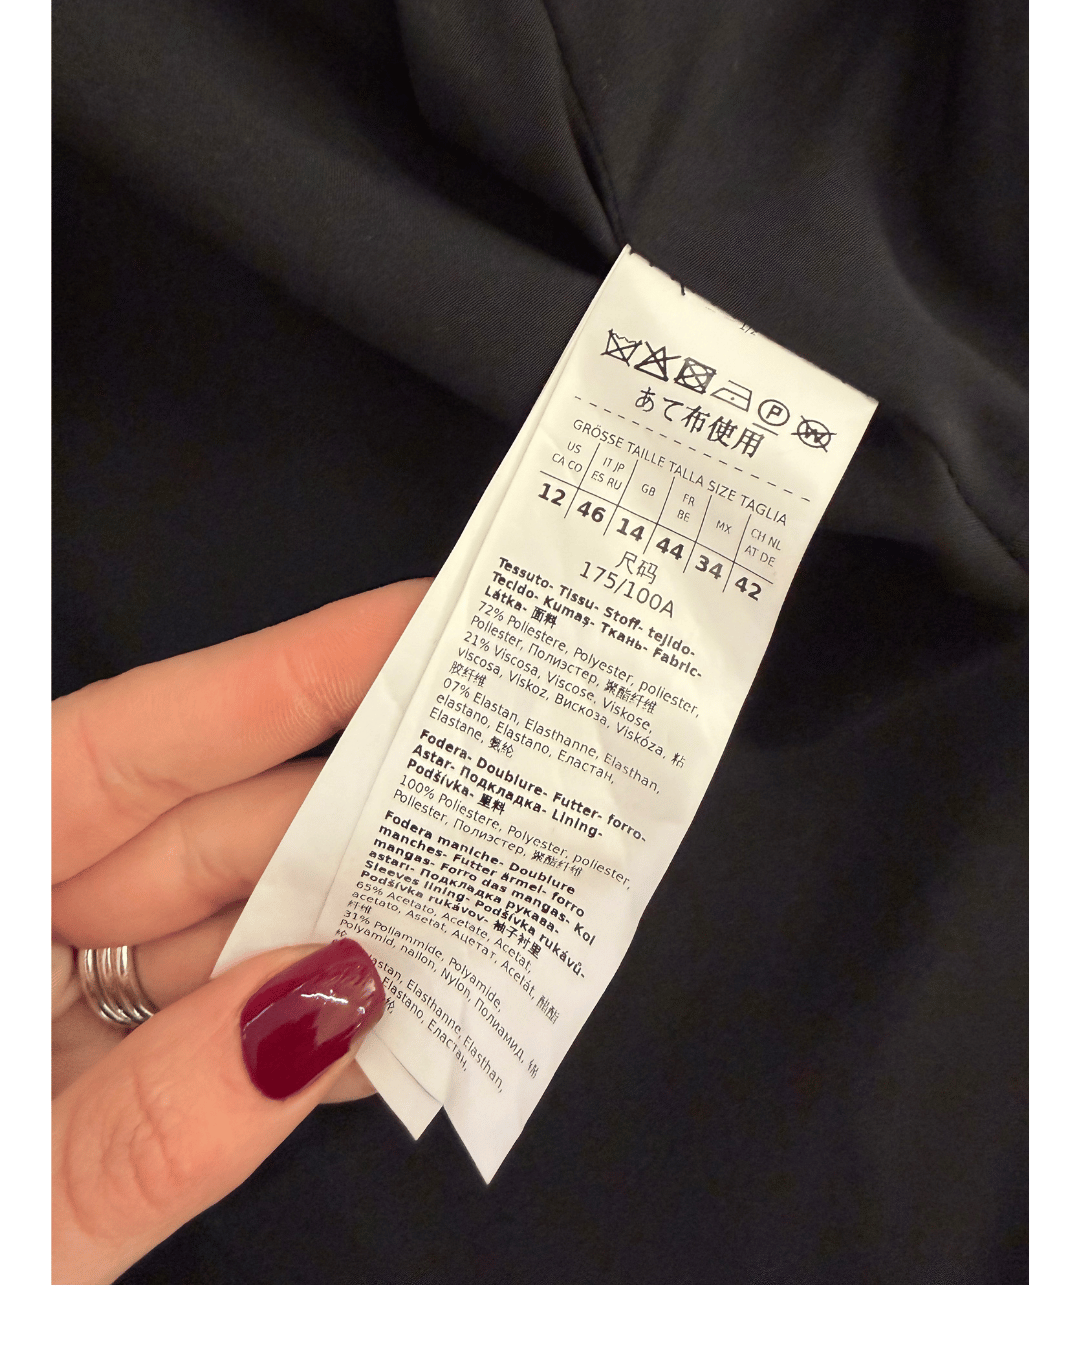 あて布使用
GRÖSSE TAILLE TALLA SIZE TAGLIA
US CA CO | IT JP ES RU | GB | FR BE | MX | CH NL AT DE
12 | 46 | 14 | 44 | 34 | 42
尺码
175/100A
Tessuto- Tissu- Stoff- tejido-
Tecido- Kumaş- Ткань- Fabric-
Látka- 面料
72% Poliestere, Polyester, poliester,
Poliester, Полиэстер, 聚酯纤维
21% Viscosa, Viscose, Viskose,
viscosa, Viskoz, Вискоза, Viskóza, 粘
胶纤维
07% Elastan, Elasthanne, Elasthan,
elastano, Elastano, Еластан,
Elastane, 氨纶
Fodera- Doublure- Futter- forro-
Astar- Подкладка- Lining-
Podšívka- 里料
100% Poliestere, Polyester, poliester,
Poliester, Полиэстер, 聚酯纤维
Fodera maniche- Doublure
manches- Futter Ärmel- forro
mangas- Forro das mangas- Kol
astarı- Подкладка рукава-
Sleeves lining- Podšívka rukávů-
Podšívka rukávov- 袖子衬里
65% Acetato, Acetate, Acetat,
acetato, Asetat, Ацетат, Acelát, 醋酯
纤维
31% Poliammide, Polyamide,
Polyamid, nailon, Nylon, Полиамид, 锦
Elasthanne, Elasthan,
Elastano, Еластан,
纶